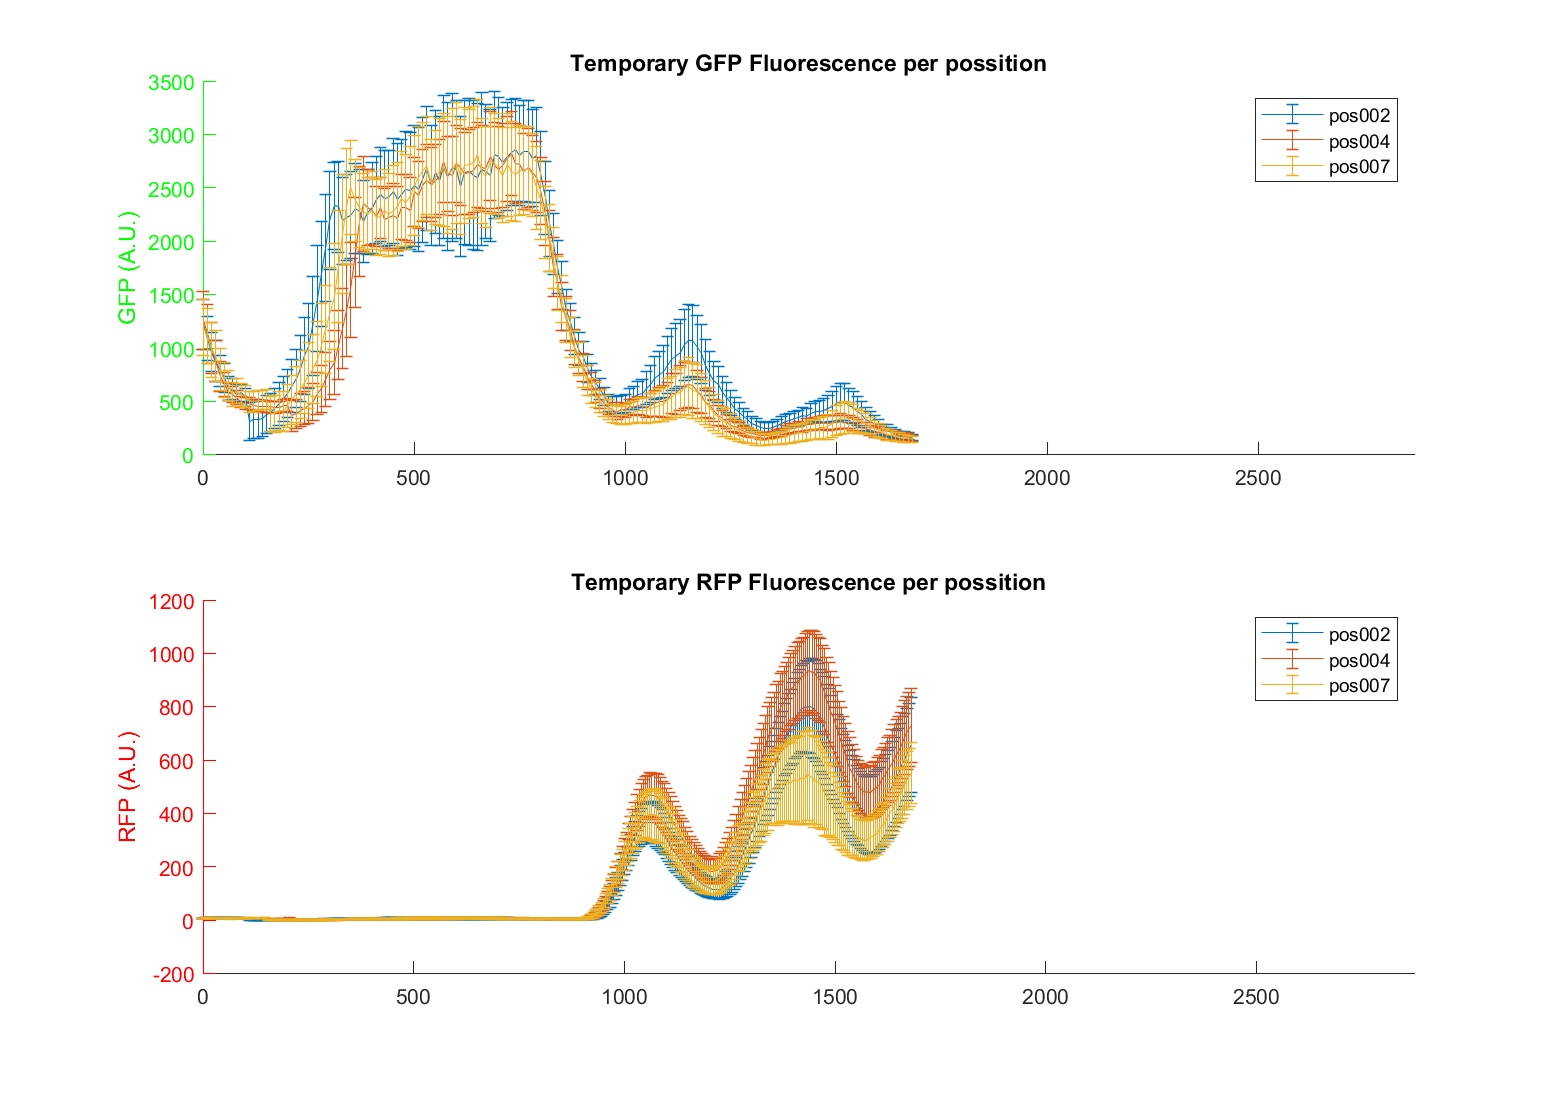 Temporary GFP Fluorescence per possition
3500
3000
2500
2000
1500
1000
500
0
GFP (A.U.)
0 500 1000 1500 2000 2500
pos002
pos004
pos007
Temporary RFP Fluorescence per possition
1200
1000
800
600
400
200
0
-200
RFP (A.U.)
0 500 1000 1500 2000 2500
pos002
pos004
pos007